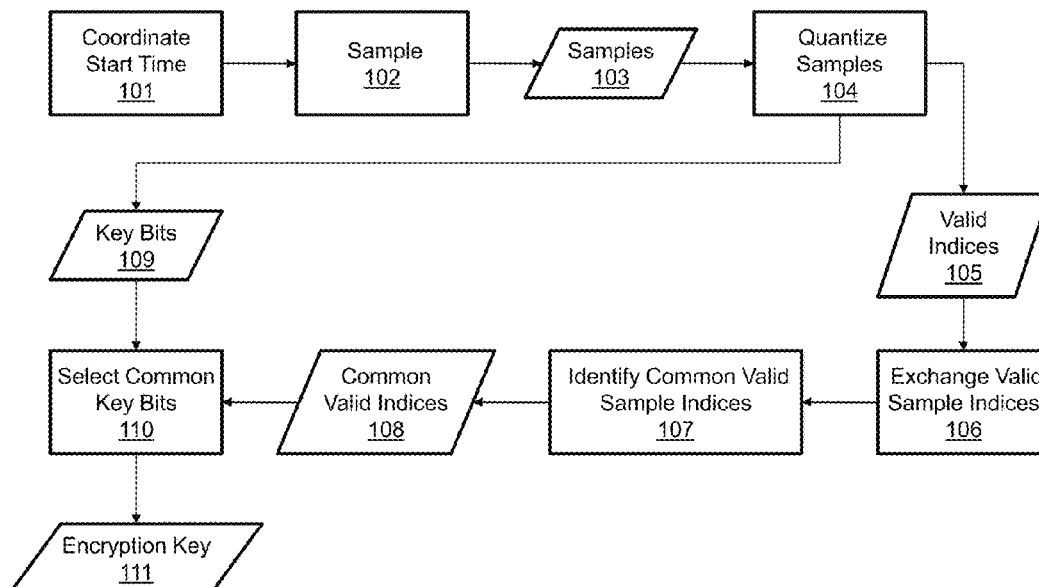 Coordinate
Start Time
101
Sample
102
Samples
103
Quantize
Samples
104
Key Bits
109
Valid
Indices
105
Select Common
Key Bits
110
Common
Valid Indices
108
Identify Common Valid
Sample Indices
107
Exchange Valid
Sample Indices
106
Encryption Key
111